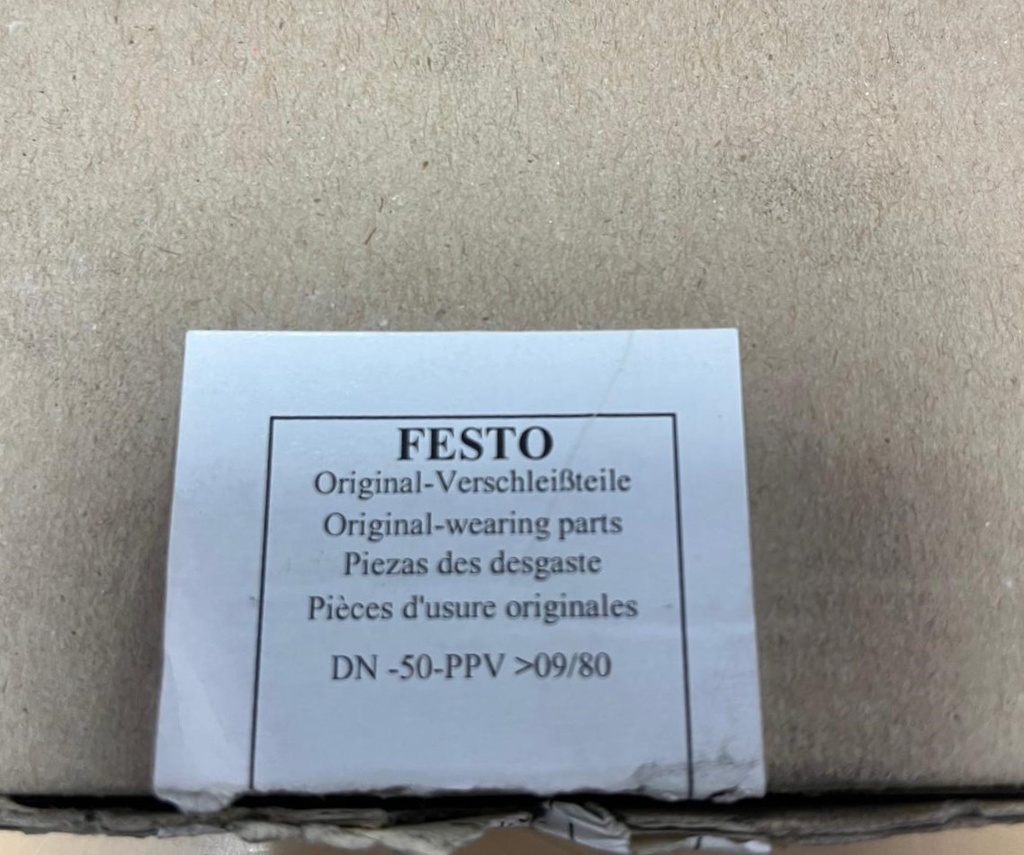 FESTO
Original-Verschleißteile
Original-wearing parts
Piezas des desgaste
Pièces d'usure originales
DN -50-PPV >09/80